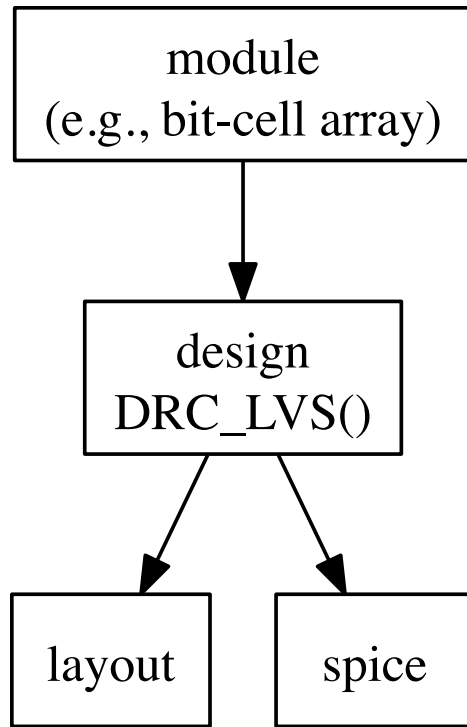 module
(e.g., bit-cell array)
design
DRC_LVS()
layout
spice